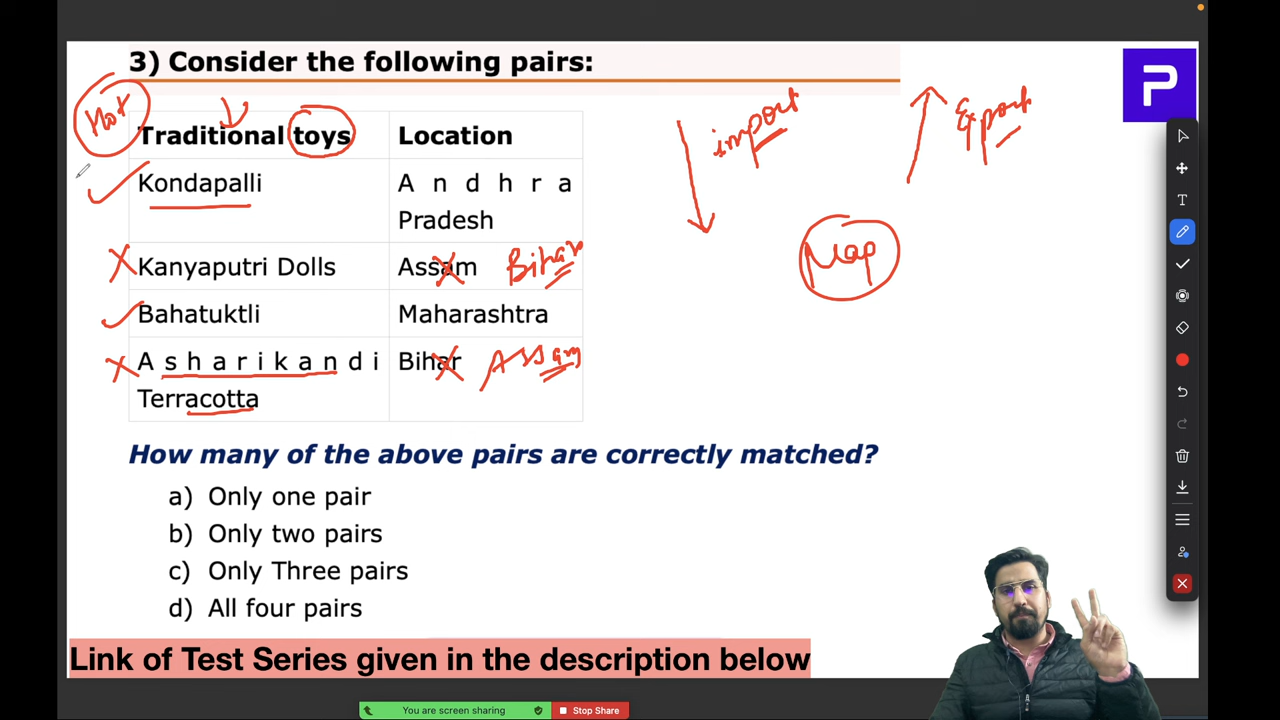 3) Consider the following pairs:
Hot
Traditional toys Location
Kondapalli Andhra
Pradesh
Kanyaputri Dolls Assam Bihar
Bahatuktli Maharashtra
Asharikandi Bihar Assam
Terracotta
import
Export
Map
How many of the above pairs are correctly matched?
a) Only one pair
b) Only two pairs
c) Only Three pairs
d) All four pairs
Link of Test Series given in the description below
P
T
You are screen sharing Stop Share